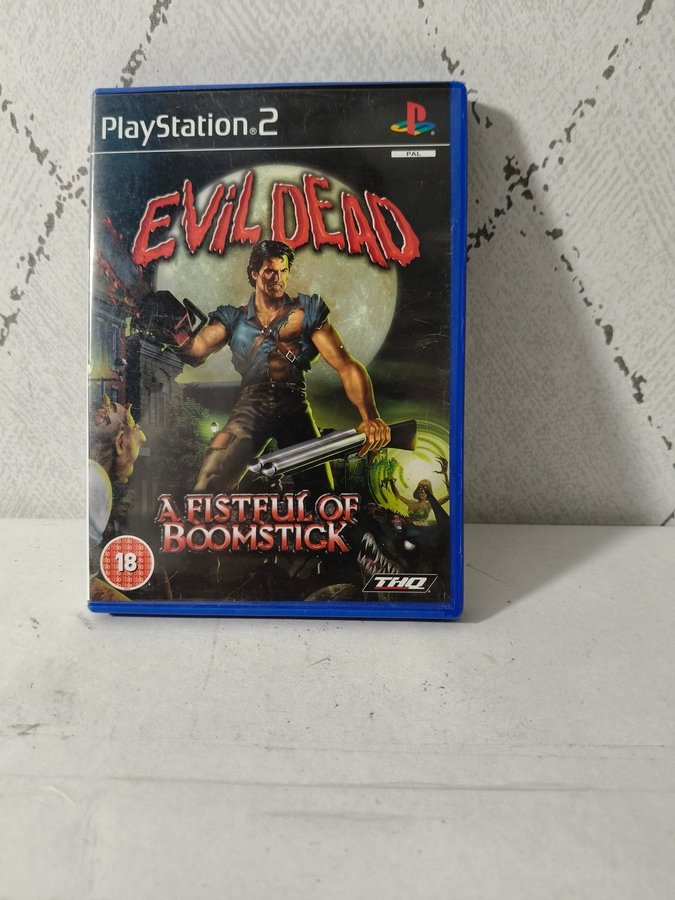 PlayStation®2
PAL
EVIL DEAD
A FISTFUL OF
BOOMSTICK
18
THQ